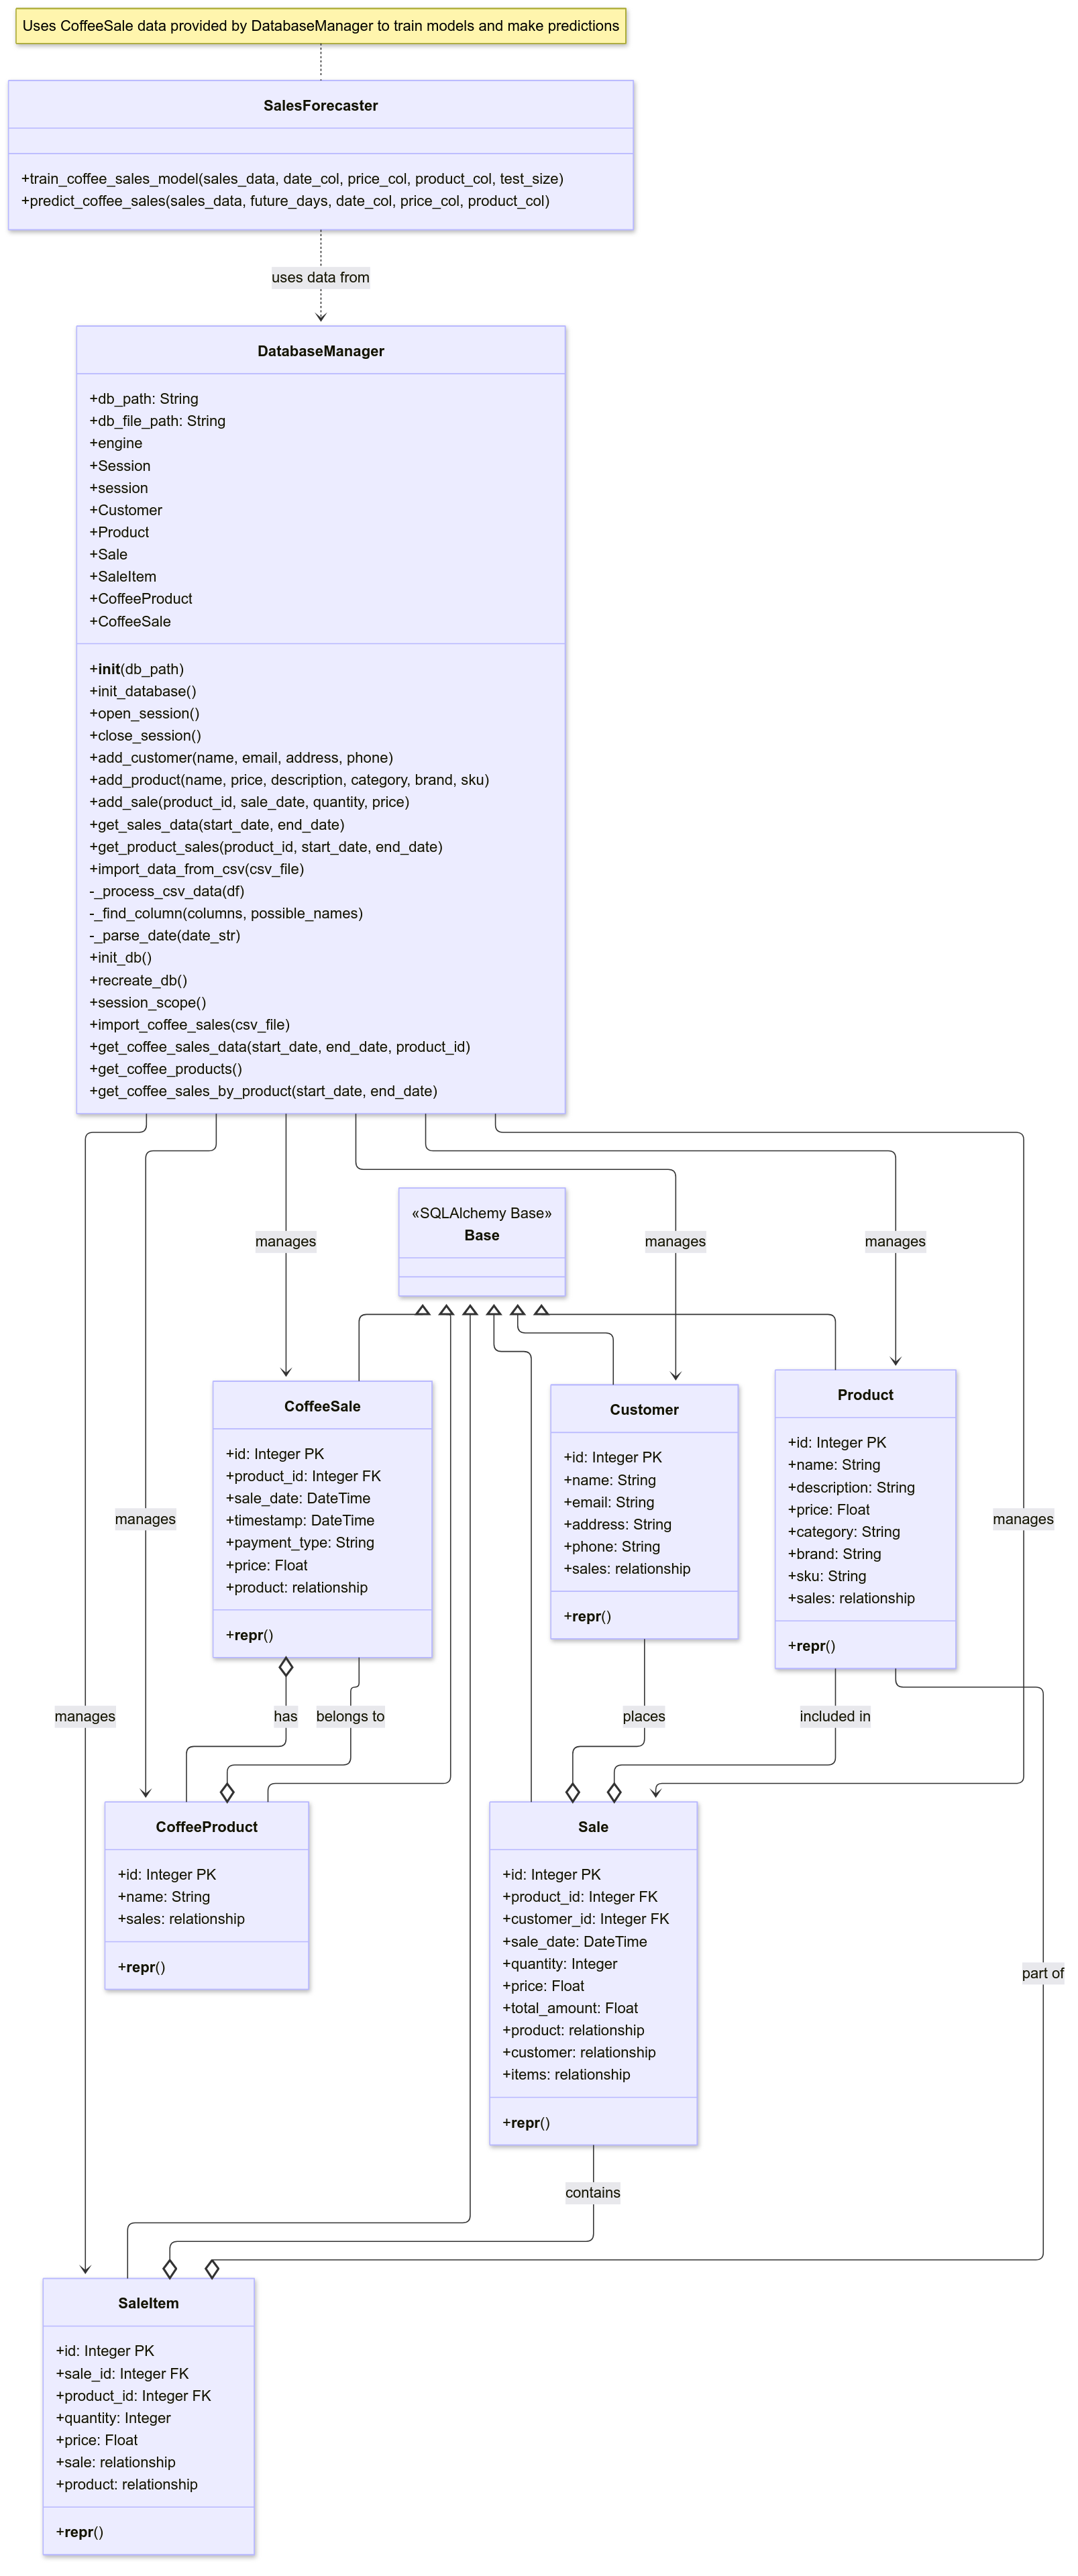 Uses CoffeeSale data provided by DatabaseManager to train models and make predictions
SalesForecaster
+train_coffee_sales_model(sales_data, date_col, price_col, product_col, test_size)
+predict_coffee_sales(sales_data, future_days, date_col, price_col, product_col)
uses data from
DatabaseManager
+db_path: String
+db_file_path: String
+engine
+Session
+session
+Customer
+Product
+Sale
+SaleItem
+CoffeeProduct
+CoffeeSale
+init(db_path)
+init_database()
+open_session()
+close_session()
+add_customer(name, email, address, phone)
+add_product(name, price, description, category, brand, sku)
+add_sale(product_id, sale_date, quantity, price)
+get_sales_data(start_date, end_date)
+get_product_sales(product_id, start_date, end_date)
+import_data_from_csv(csv_file)
-_process_csv_data(df)
-_find_column(columns, possible_names)
-_parse_date(date_str)
+init_db()
+recreate_db()
+session_scope()
+import_coffee_sales(csv_file)
+get_coffee_sales_data(start_date, end_date, product_id)
+get_coffee_products()
+get_coffee_sales_by_product(start_date, end_date)
«SQLAlchemy Base»
Base
manages
manages
manages
CoffeeSale
+id: Integer PK
+product_id: Integer FK
+sale_date: DateTime
+timestamp: DateTime
+payment_type: String
+price: Float
+product: relationship
+repr()
Customer
+id: Integer PK
+name: String
+email: String
+address: String
+phone: String
+sales: relationship
+repr()
Product
+id: Integer PK
+name: String
+description: String
+price: Float
+category: String
+brand: String
+sku: String
+sales: relationship
+repr()
manages
manages
manages
has
belongs to
places
included in
CoffeeProduct
+id: Integer PK
+name: String
+sales: relationship
+repr()
Sale
+id: Integer PK
+product_id: Integer FK
+customer_id: Integer FK
+sale_date: DateTime
+quantity: Integer
+price: Float
+total_amount: Float
+product: relationship
+customer: relationship
+items: relationship
+repr()
part of
contains
SaleItem
+id: Integer PK
+sale_id: Integer FK
+product_id: Integer FK
+quantity: Integer
+price: Float
+sale: relationship
+product: relationship
+repr()